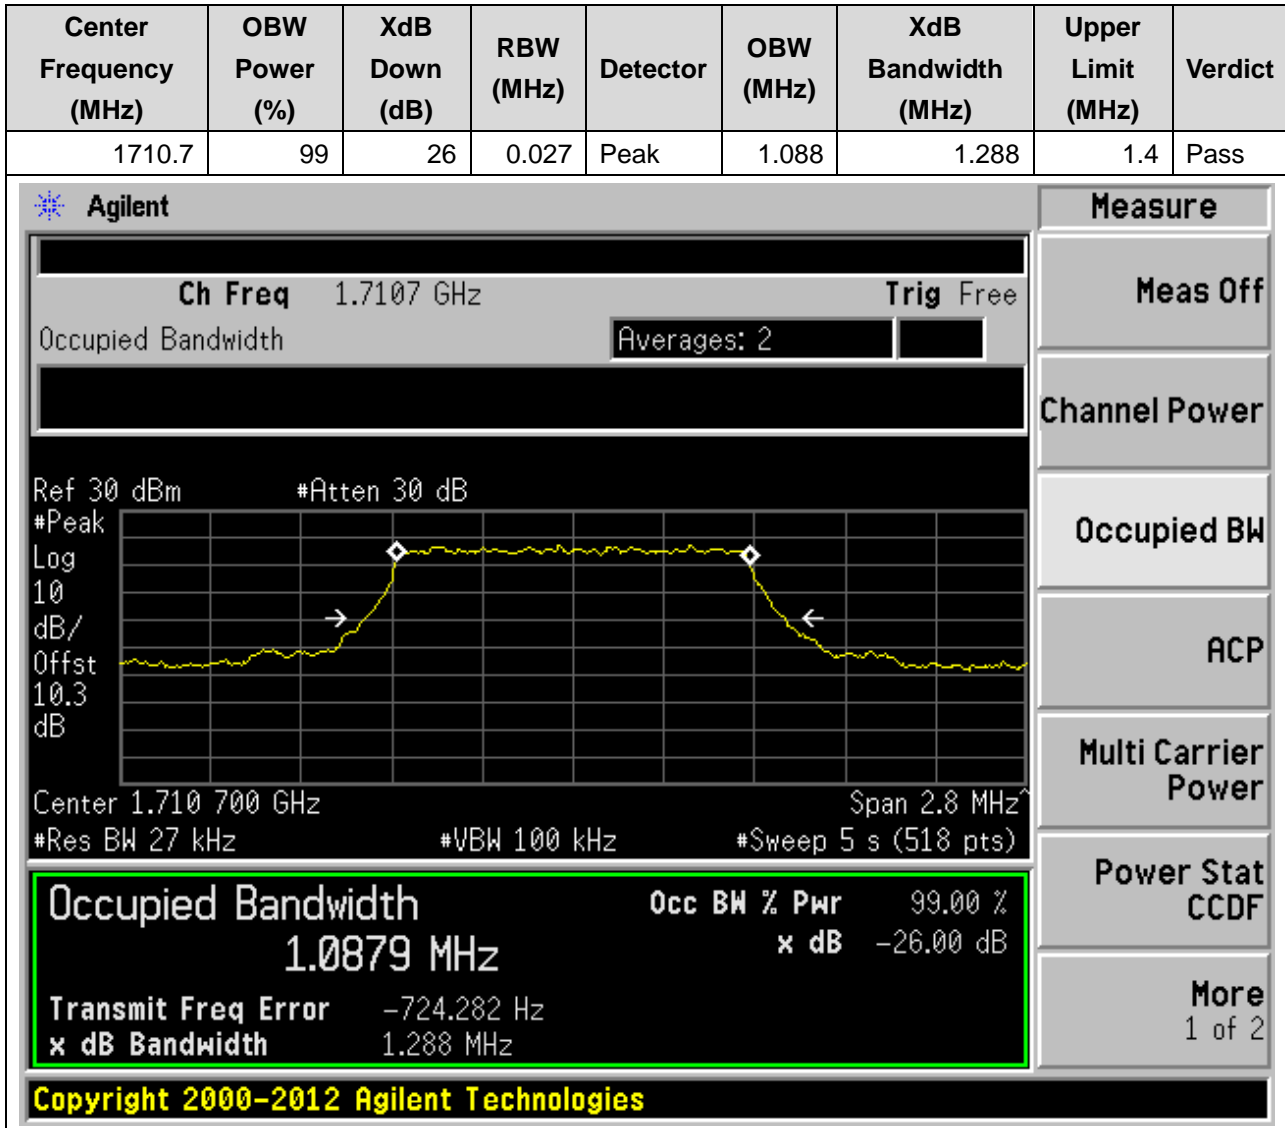 Center Frequency (MHz) OBW Power (%) XdB Down (dB) RBW (MHz) Detector OBW (MHz) XdB Bandwidth (MHz) Upper Limit (MHz) Verdict
1710.7 99 26 0.027 Peak 1.088 1.288 1.4 Pass
Agilent
Measure
Ch Freq 1.7107 GHz Trig Free
Meas Off
Occupied Bandwidth Averages: 2
Channel Power
Ref 30 dBm #Atten 30 dB
#Peak
Log
10
dB/
Offst
10.3
dB
Occupied BW
ACP
Multi Carrier
Power
Center 1.710 700 GHz Span 2.8 MHz^
#Res BW 27 kHz #VBW 100 kHz #Sweep 5 s (518 pts)
Power Stat
CCDF
Occupied Bandwidth Occ BW % Pwr 99.00 %
1.0879 MHz x dB -26.00 dB
Transmit Freq Error -724.282 Hz
x dB Bandwidth 1.288 MHz
More
1 of 2
Copyright 2000-2012 Agilent Technologies